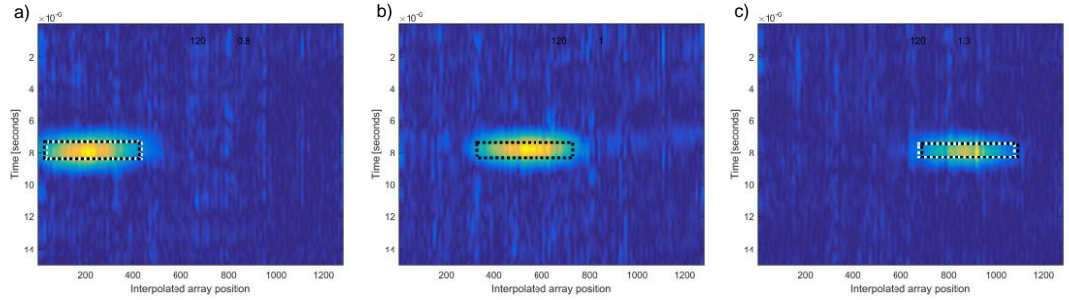 a)
×10⁻⁶
120 0.8
2
4
6
8
10
12
14
Time [seconds]
200 400 600 800 1000 1200
Interpolated array position
b)
×10⁻⁶
120 1
2
4
6
8
10
12
14
Time [seconds]
200 400 600 800 1000 1200
Interpolated array position
c)
×10⁻⁶
120 1.3
2
4
6
8
10
12
14
Time [seconds]
200 400 600 800 1000 1200
Interpolated array position